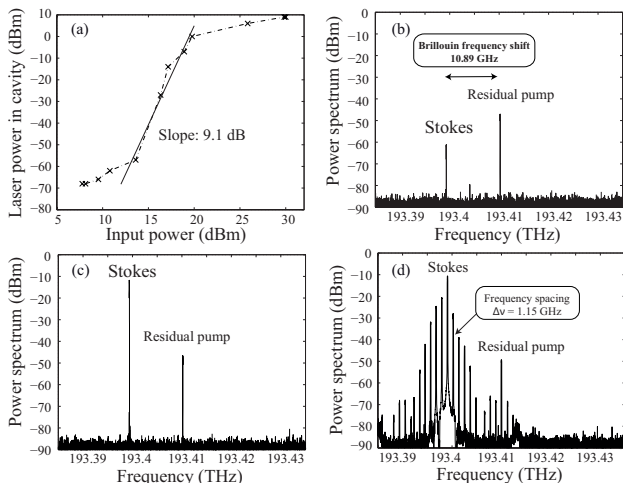 (a)
Laser power in cavity (dBm)
10
0
−10
−20
−30
−40
−50
−60
−70
−80
Slope: 9.1 dB
5 10 15 20 25 30
Input power (dBm)
(b)
Power spectrum (dBm)
0
−10
−20
−30
−40
−50
−60
−70
−80
−90
Brillouin frequency shift
10.89 GHz
Residual pump
Stokes
193.39 193.4 193.41 193.42 193.43
Frequency (THz)
(c)
Power spectrum (dBm)
0
−10
−20
−30
−40
−50
−60
−70
−80
−90
Stokes
Residual pump
193.39 193.4 193.41 193.42 193.43
Frequency (THz)
(d)
Power spectrum (dBm)
0
−10
−20
−30
−40
−50
−60
−70
−80
−90
Stokes
Frequency spacing
Δν = 1.15 GHz
Residual pump
193.39 193.4 193.41 193.42 193.43
Frequency (THz)